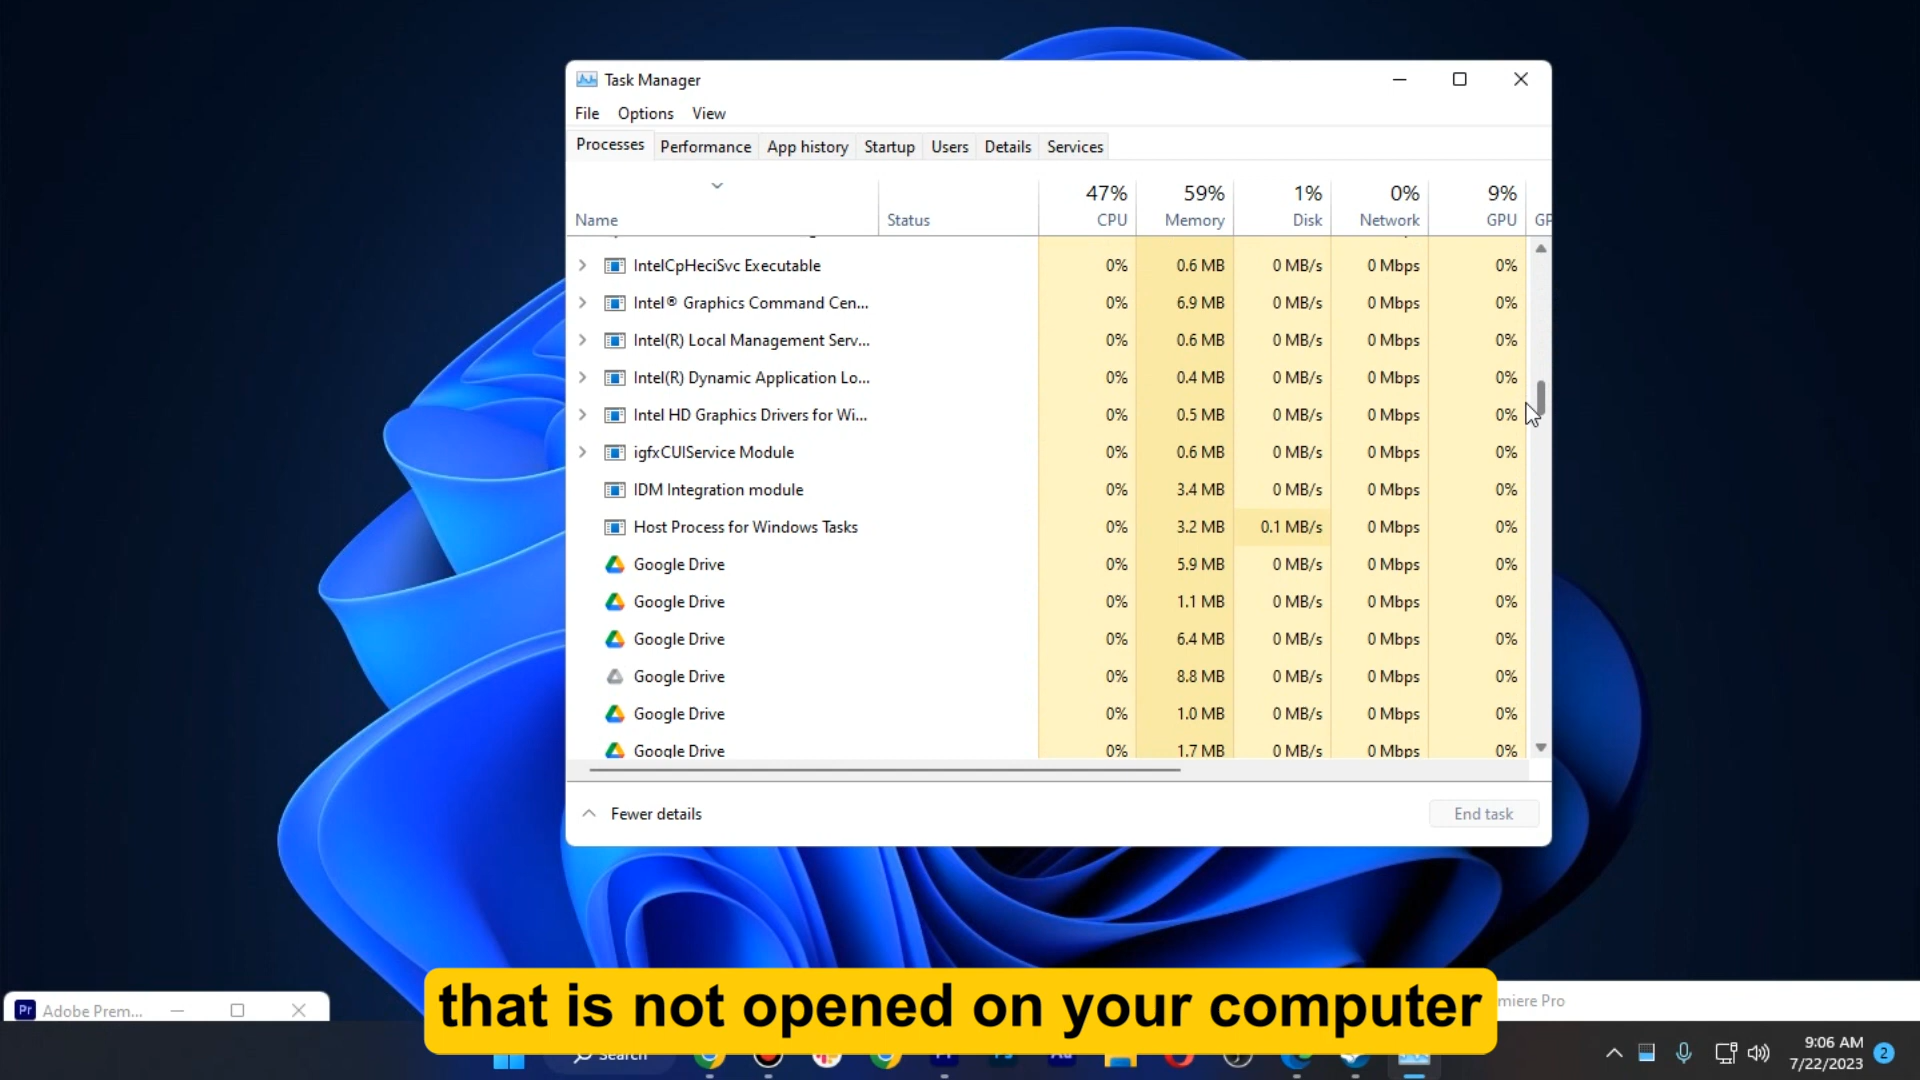 Task Manager
File Options View
Processes Performance App history Startup Users Details Services
47% 59% 1% 0% 9%
Name Status CPU Memory Disk Network GPU
IntelCpHeciSvc Executable 0% 0.6 MB 0 MB/s 0 Mbps 0%
Intel® Graphics Command Cen... 0% 6.9 MB 0 MB/s 0 Mbps 0%
Intel(R) Local Management Serv... 0% 0.6 MB 0 MB/s 0 Mbps 0%
Intel(R) Dynamic Application Lo... 0% 0.4 MB 0 MB/s 0 Mbps 0%
Intel HD Graphics Drivers for Wi... 0% 0.5 MB 0 MB/s 0 Mbps 0%
igfxCUIService Module 0% 0.6 MB 0 MB/s 0 Mbps 0%
IDM Integration module 0% 3.4 MB 0 MB/s 0 Mbps 0%
Host Process for Windows Tasks 0% 3.2 MB 0.1 MB/s 0 Mbps 0%
Google Drive 0% 5.9 MB 0 MB/s 0 Mbps 0%
Google Drive 0% 1.1 MB 0 MB/s 0 Mbps 0%
Google Drive 0% 6.4 MB 0 MB/s 0 Mbps 0%
Google Drive 0% 8.8 MB 0 MB/s 0 Mbps 0%
Google Drive 0% 1.0 MB 0 MB/s 0 Mbps 0%
Google Drive 0% 1.7 MB 0 MB/s 0 Mbps 0%
Fewer details End task
Pr Adobe Prem...
miere Pro
that is not opened on your computer
Search
9:06 AM
7/22/2023 2